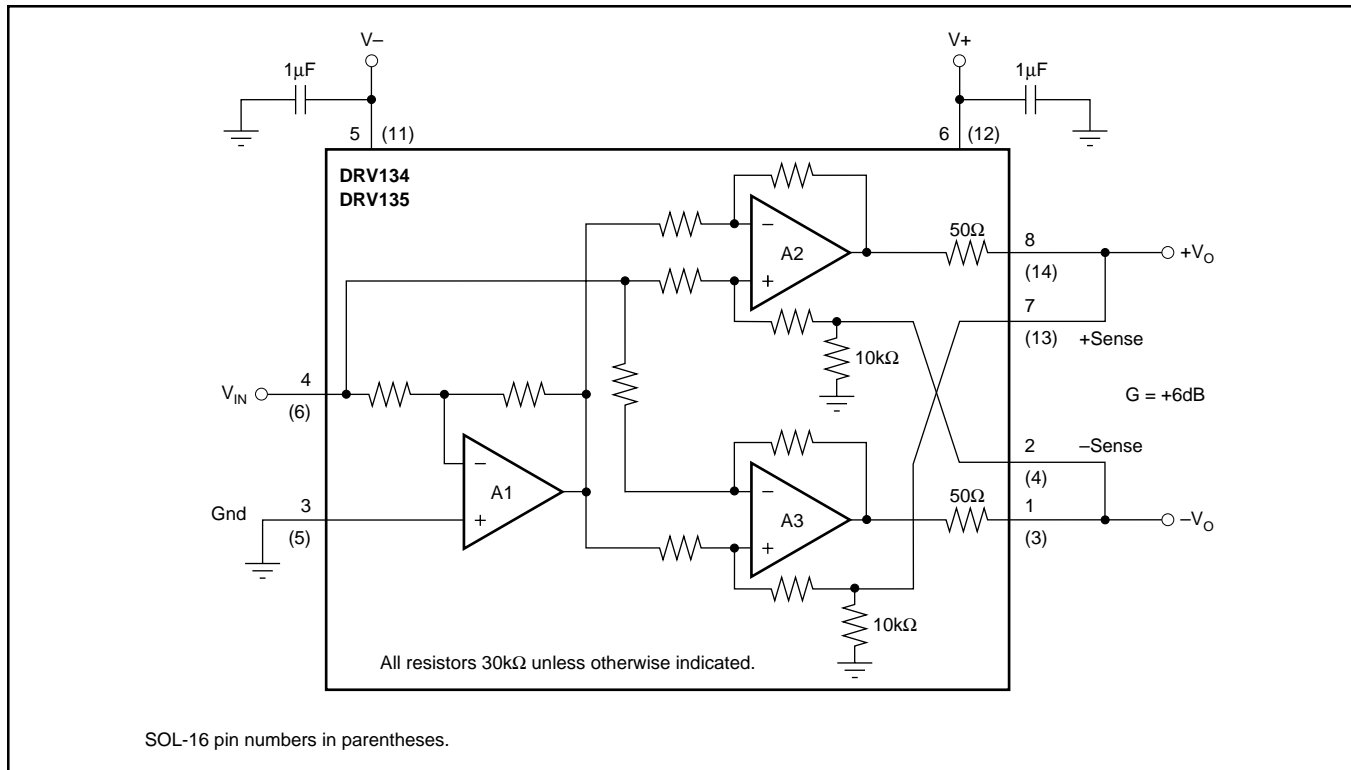 V–
V+
1µF
1µF
5 (11)
6 (12)
DRV134
DRV135
–
A2
+
50Ω
8
(14)
+VO
7
(13)
+Sense
10kΩ
VIN
4
(6)
G = +6dB
–
A1
+
–
A3
+
2
–Sense
(4)
50Ω
1
(3)
–VO
Gnd
3
(5)
10kΩ
All resistors 30kΩ unless otherwise indicated.
SOL-16 pin numbers in parentheses.